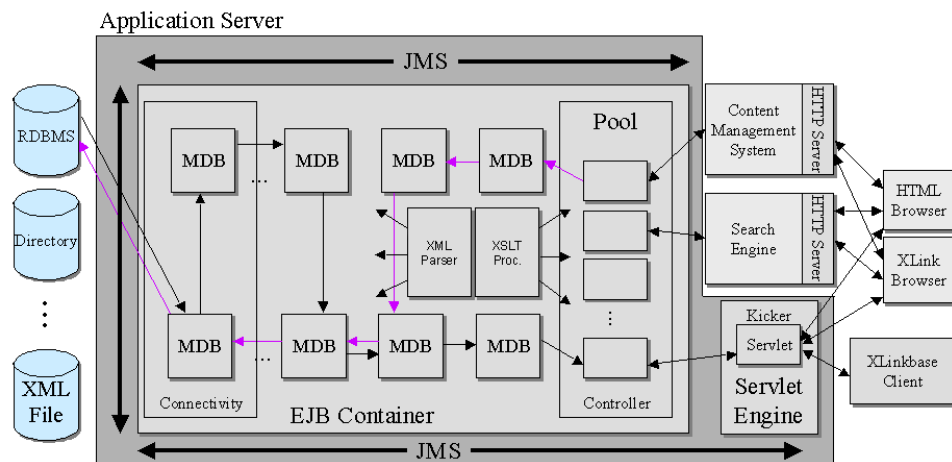 Application Server
JMS
RDBMS
Directory
XML
File
MDB
MDB
MDB
MDB
...
Pool
XML
Parser
XSLT
Proc.
MDB
MDB
MDB
MDB
...
Connectivity
EJB Container
Controller
JMS
Content
Management
System
HTTP Server
Search
Engine
HTTP Server
HTML
Browser
XLink
Browser
Kicker
Servlet
Servlet
Engine
XLinkbase
Client